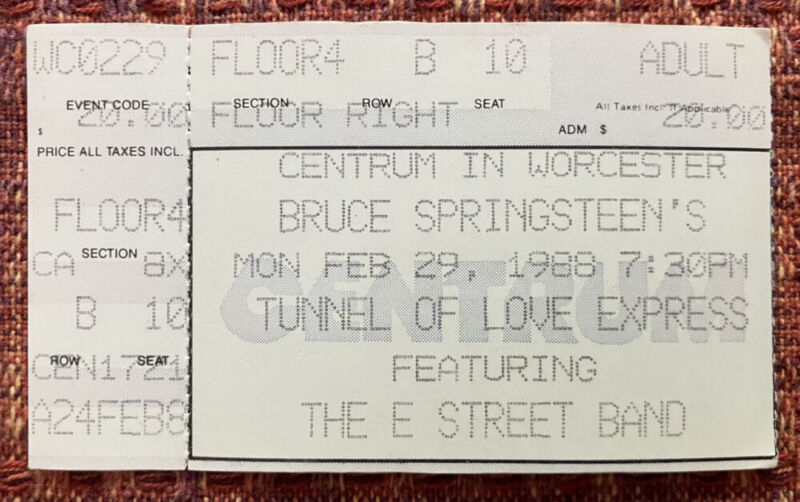 WC0229 FLOOR4 B 10 ADULT
EVENT CODE SECTION ROW SEAT All Taxes Incl If Applicable
$ 20.00 FLOOR RIGHT ADM $ 20.00
PRICE ALL TAXES INCL.
CENTRUM IN WORCESTER
FLOOR4 BRUCE SPRINGSTEEN'S
SECTION
CA 8X MON FEB 29, 1988 7:30PM
CENTRUM
B 10 TUNNEL OF LOVE EXPRESS
ROW SEAT
CEN1721 FEATURING
A24FEB8 THE E STREET BAND